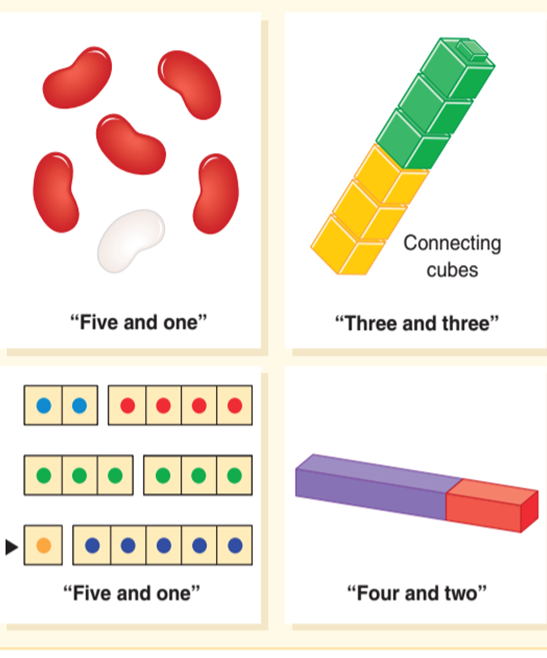 “Five and one”
Connecting
cubes
“Three and three”
“Five and one”
“Four and two”